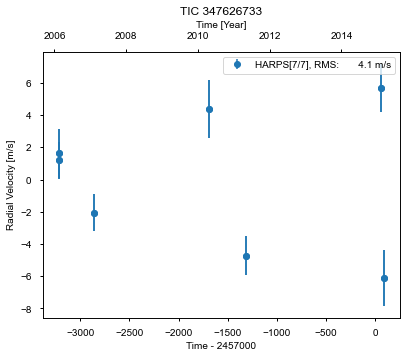 TIC 347626733
Time [Year]
2006 2008 2010 2011 2014
HARPS[7/7], RMS: 4.1 m/s
Radial Velocity [m/s]
6
4
2
0
−2
−4
−6
−8
−3000 −2500 −2000 −1500 −1000 −500 0
Time - 2457000